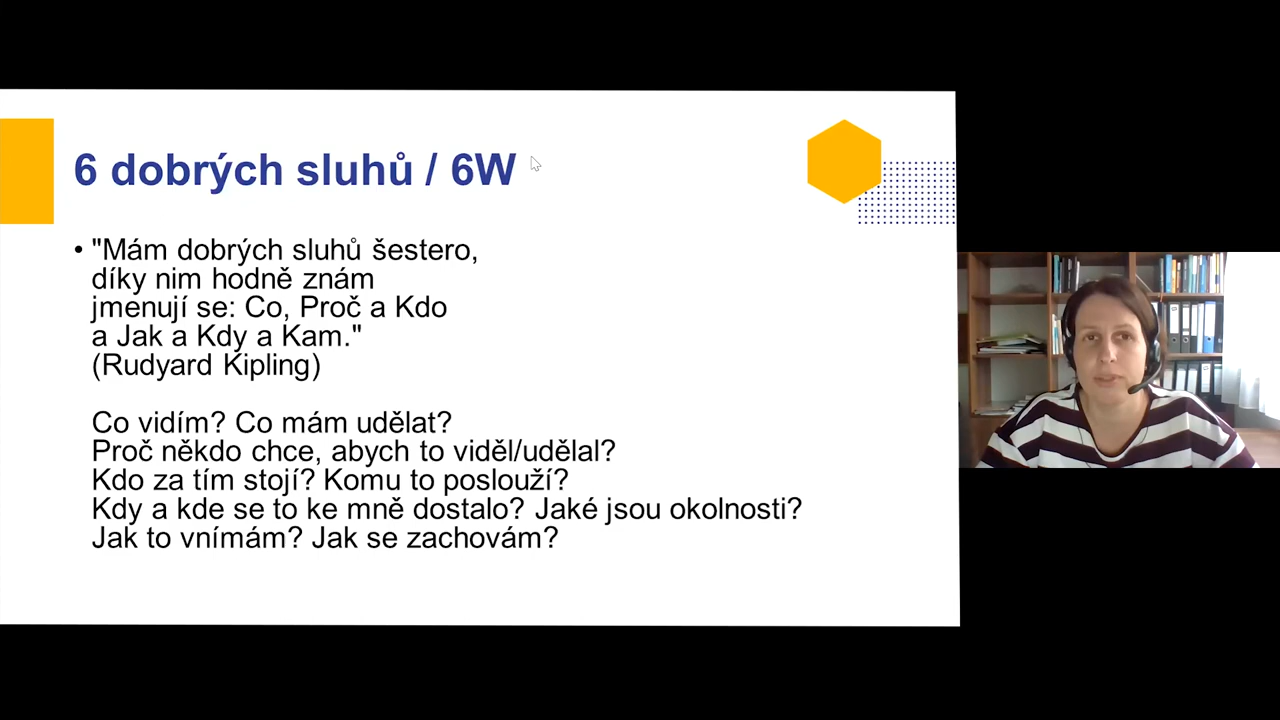 6 dobrých sluhů / 6W
• "Mám dobrých sluhů šestero,
díky nim hodně znám
jmenují se: Co, Proč a Kdo
a Jak a Kdy a Kam."
(Rudyard Kipling)
Co vidím? Co mám udělat?
Proč někdo chce, abych to viděl/udělal?
Kdo za tím stojí? Komu to poslouží?
Kdy a kde se to ke mně dostalo? Jaké jsou okolnosti?
Jak to vnímám? Jak se zachovám?